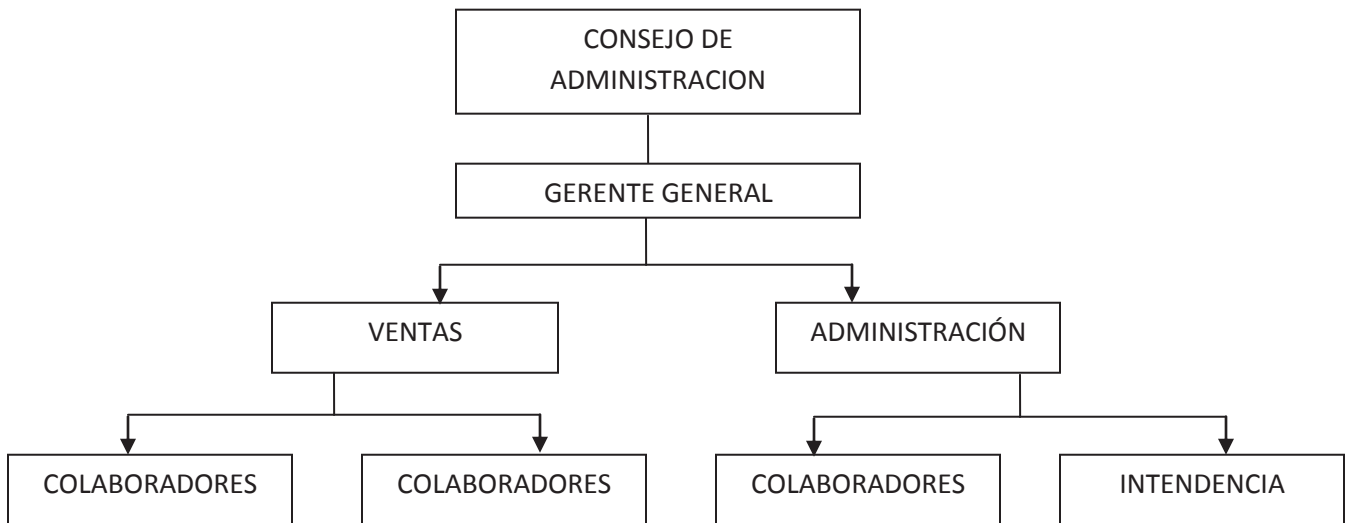 CONSEJO DE
ADMINISTRACION
GERENTE GENERAL
VENTAS
ADMINISTRACIÓN
COLABORADORES
COLABORADORES
COLABORADORES
INTENDENCIA